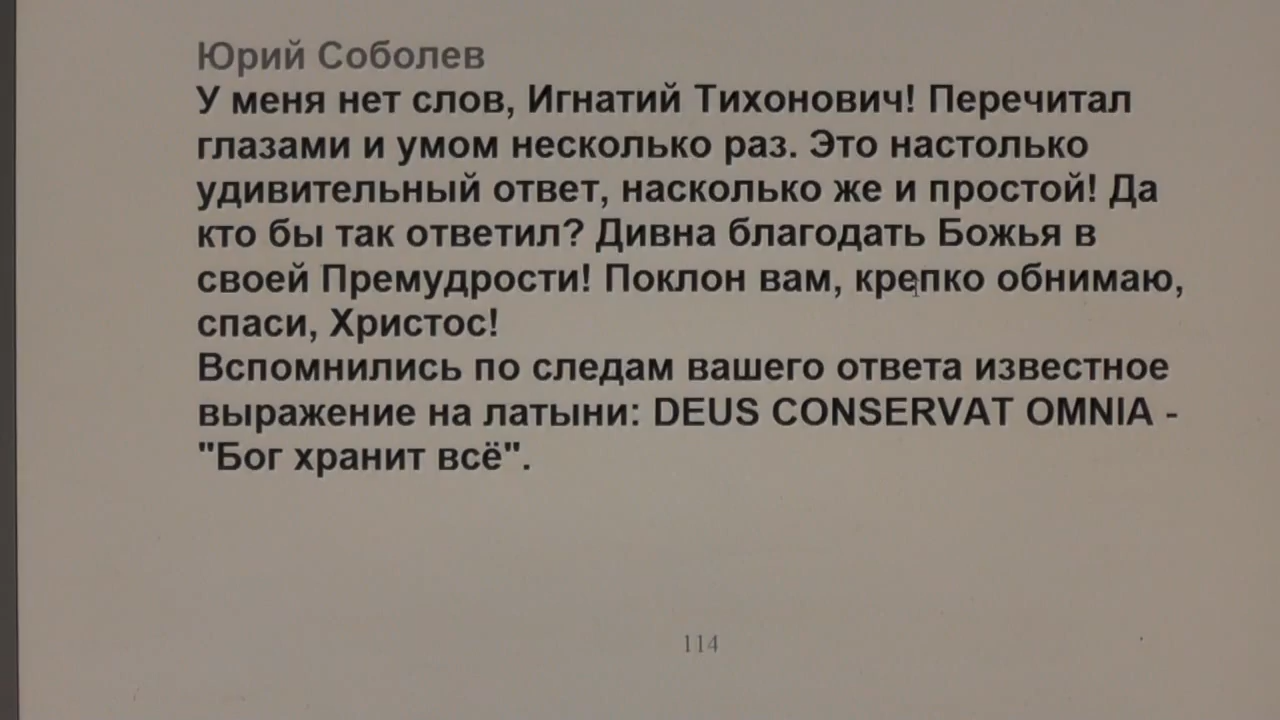 Юрий Соболев
У меня нет слов, Игнатий Тихонович! Перечитал
глазами и умом несколько раз. Это настолько
удивительный ответ, насколько же и простой! Да
кто бы так ответил? Дивна благодать Божья в
своей Премудрости! Поклон вам, крепко обнимаю,
спаси, Христос!
Вспомнились по следам вашего ответа известное
выражение на латыни: DEUS CONSERVAT OMNIA -
"Бог хранит всё".
114